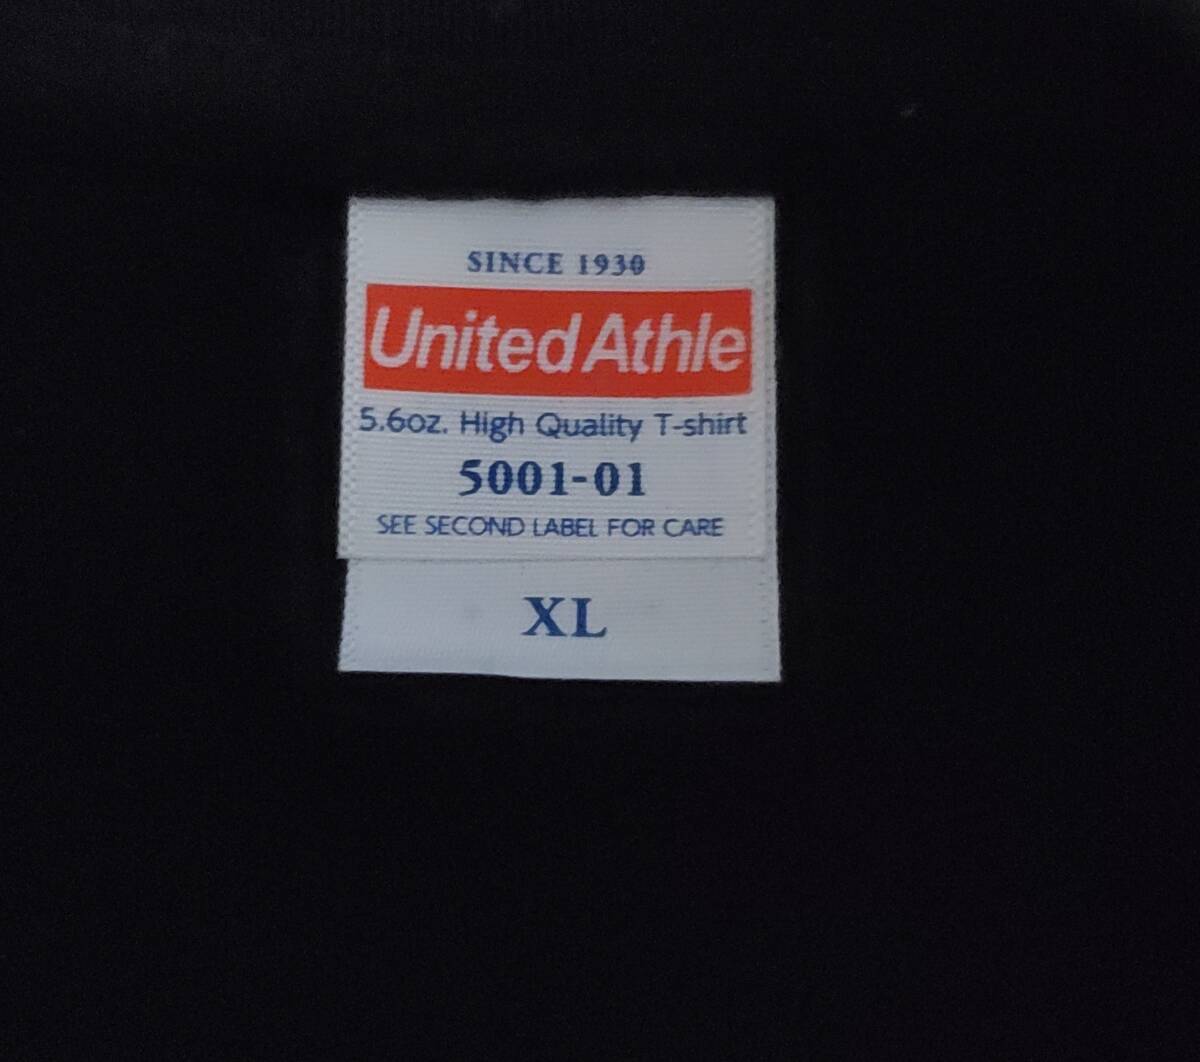 SINCE 1930
United Athle
5.6oz. High Quality T-shirt
5001-01
SEE SECOND LABEL FOR CARE
XL